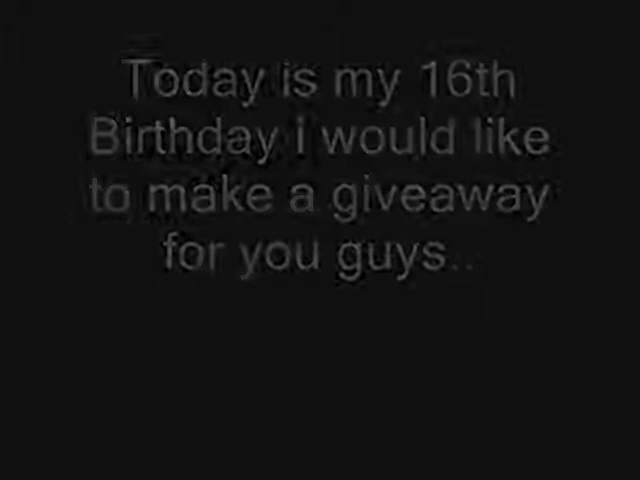 Today is my 16th
Birthday i would like
to make a giveaway
for you guys..